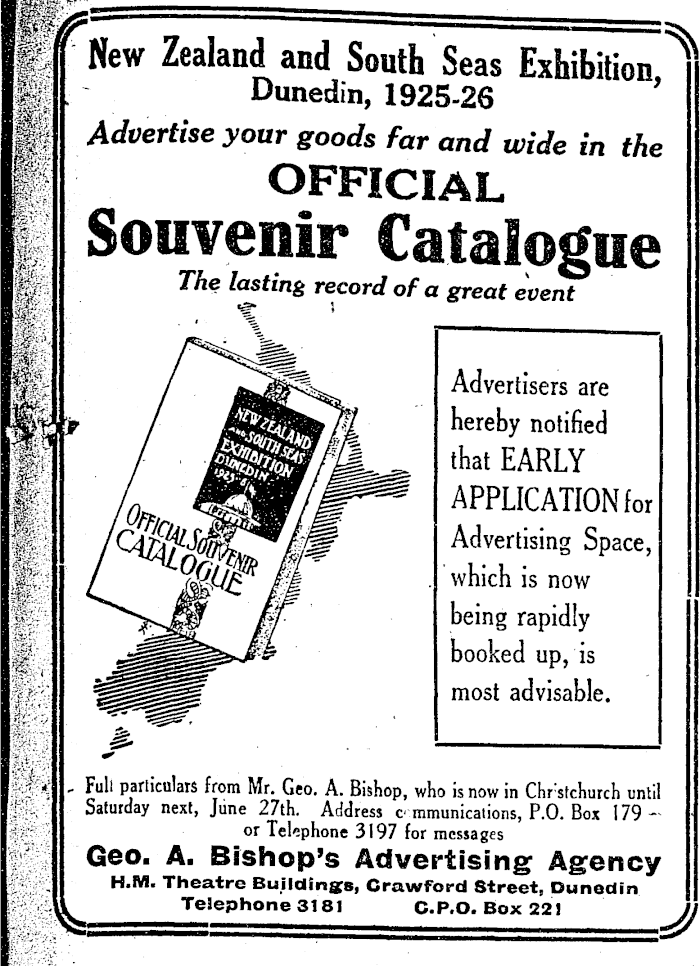 New Zealand and South Seas Exhibition,
Dunedin, 1925-26
Advertise your goods far and wide in the
OFFICIAL
Souvenir Catalogue
The lasting record of a great event
NEW ZEALAND
AND SOUTH SEAS
EXHIBITION
DUNEDIN
1925
OFFICIAL SOUVENIR
CATALOGUE
Advertisers are
hereby notified
that EARLY
APPLICATION for
Advertising Space,
which is now
being rapidly
booked up, is
most advisable.
Full particulars from Mr. Geo. A. Bishop, who is now in Christchurch until
Saturday next, June 27th. Address communications, P.O. Box 179 –
or Telephone 3197 for messages
Geo. A. Bishop's Advertising Agency
H.M. Theatre Buildings, Crawford Street, Dunedin
Telephone 3181 C.P.O. Box 221